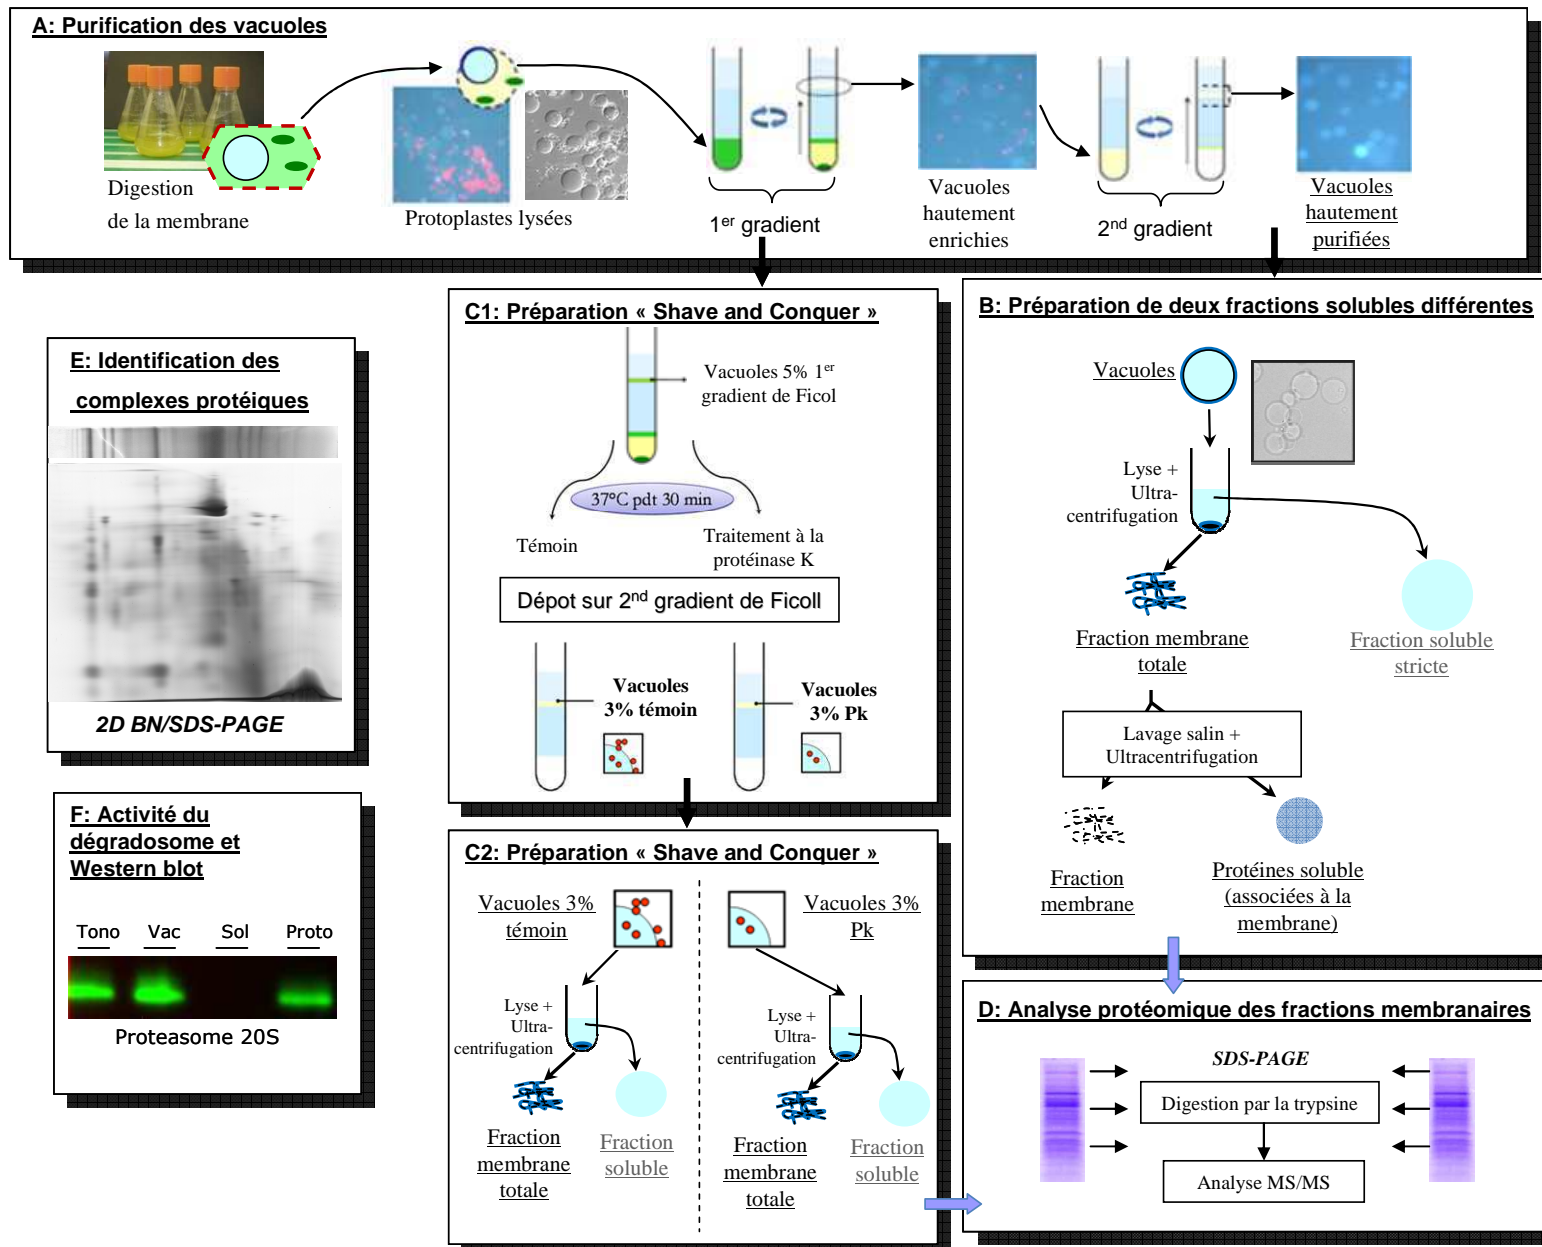 A: Purification des vacuoles
Digestion
de la membrane
Protoplastes lysées
1er gradient
Vacuoles
hautement
enrichies
2nd gradient
Vacuoles
hautement
purifiées
E: Identification des
complexes protéiques
2D BN/SDS-PAGE
F: Activité du
dégradosome et
Western blot
Tono Vac Sol Proto
Proteasome 20S
C1: Préparation « Shave and Conquer »
Vacuoles 5% 1er
gradient de Ficol
37°C pdt 30 min
Témoin
Traitement à la
protéinase K
Dépot sur 2nd gradient de Ficoll
Vacuoles
3% témoin
Vacuoles
3% Pk
C2: Préparation « Shave and Conquer »
Vacuoles 3%
témoin
Lyse +
Ultra-
centrifugation
Fraction
membrane
totale
Fraction
soluble
Vacuoles 3%
Pk
Lyse +
Ultra-
centrifugation
Fraction
membrane
totale
Fraction
soluble
B: Préparation de deux fractions solubles différentes
Vacuoles
Lyse +
Ultra-
centrifugation
Fraction membrane
totale
Fraction soluble
stricte
Lavage salin +
Ultracentrifugation
Fraction
membrane
Protéines soluble
(associées à la
membrane)
D: Analyse protéomique des fractions membranaires
SDS-PAGE
Digestion par la trypsine
Analyse MS/MS